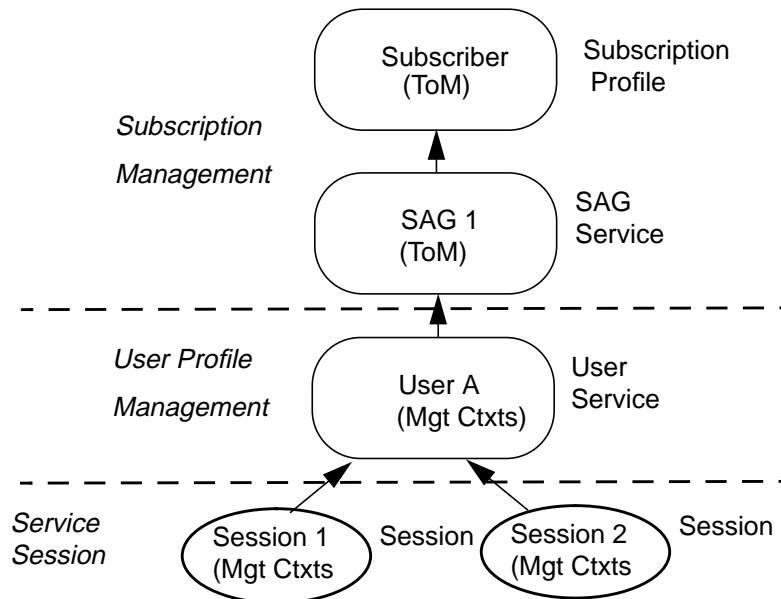 Subscriber
(ToM)
Subscription
Profile
Subscription
Management
SAG 1
(ToM)
SAG
Service
User Profile
Management
User A
(Mgt Ctxts)
User
Service
Service
Session
Session 1
(Mgt Ctxts
Session
Session 2
(Mgt Ctxts
Session